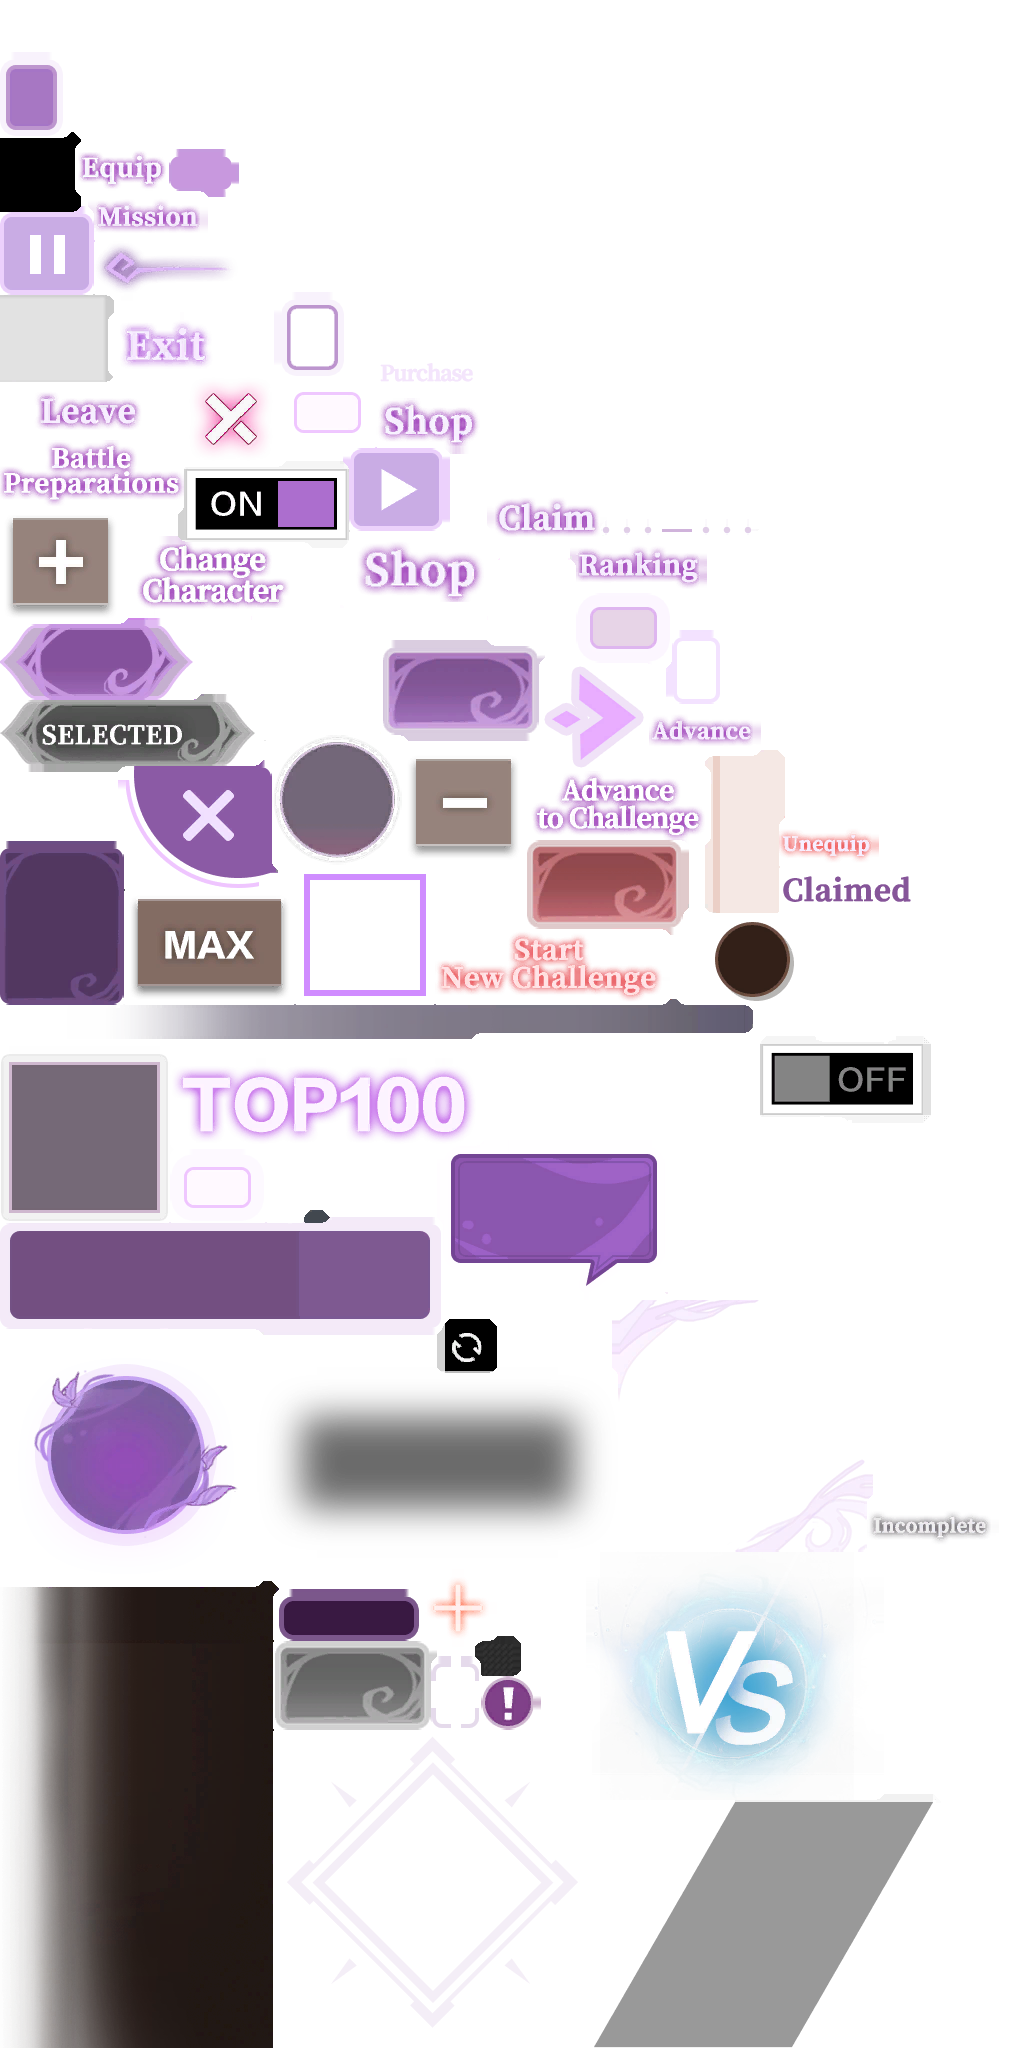 Equip
Mission
Exit
Purchase
Leave
Shop
Battle
Preparations
ON
Claim
Change
Character
Shop
Ranking
SELECTED
Advance
Advance
to Challenge
Unequip
Claimed
MAX
Start
New Challenge
OFF
TOP100
Incomplete
VS